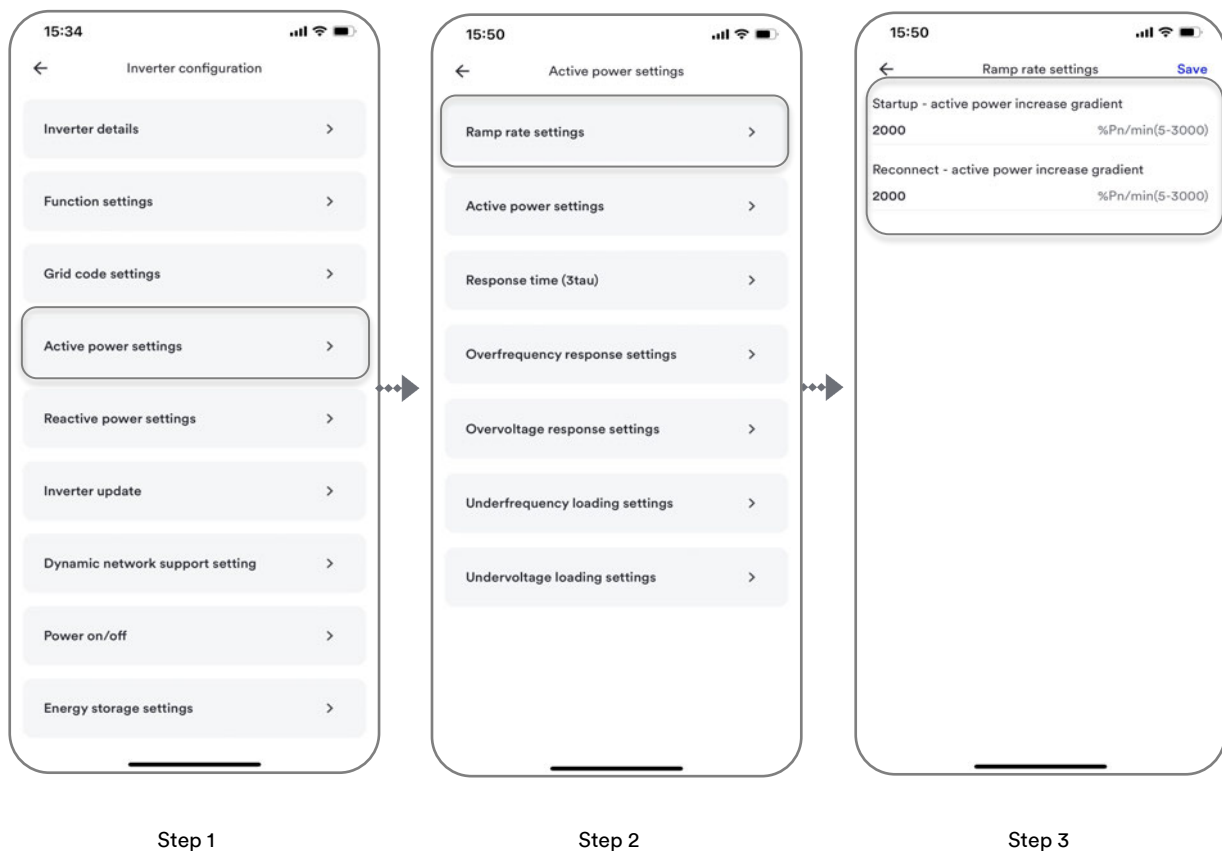 15:34
Inverter configuration
Inverter details
Function settings
Grid code settings
Active power settings
Reactive power settings
Inverter update
Dynamic network support setting
Power on/off
Energy storage settings
Step 1
15:50
Active power settings
Ramp rate settings
Active power settings
Response time (3tau)
Overfrequency response settings
Overvoltage response settings
Underfrequency loading settings
Undervoltage loading settings
Step 2
15:50
Ramp rate settings Save
Startup - active power increase gradient
2000 %Pn/min(5-3000)
Reconnect - active power increase gradient
2000 %Pn/min(5-3000)
Step 3